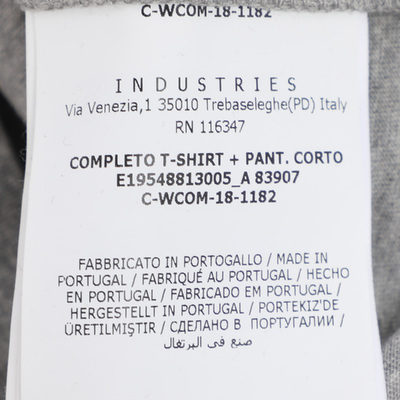 C-WCOM-18-1182
INDUSTRIES
Via Venezia,1 35010 Trebaseleghe(PD) Italy
RN 116347
COMPLETO T-SHIRT + PANT. CORTO
E19548813005_A 83907
C-WCOM-18-1182
FABBRICATO IN PORTOGALLO / MADE IN
PORTUGAL / FABRIQUÉ AU PORTUGAL / HECHO
EN PORTUGAL / FABRICADO EM PORTUGAL /
HERGESTELLT IN PORTUGAL / PORTEKIZ'DE
ÜRETILMIŞTIR / СДЕЛАНО В ПОРТУГАЛИИ /
صنع في البرتغال